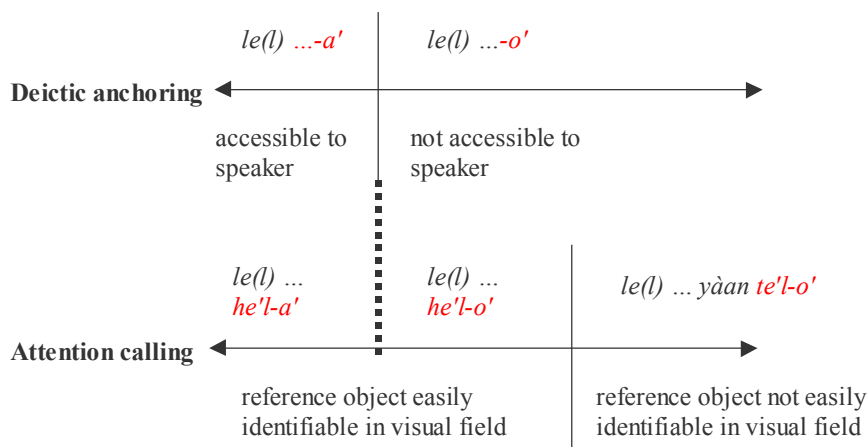 le(l) ...-a' le(l) ...-o'
Deictic anchoring
accessible to not accessible to
speaker speaker
le(l) ... le(l) ... le(l) ... yàan te'l-o'
he'l-a' he'l-o'
Attention calling
reference object easily reference object not easily
identifiable in visual field identifiable in visual field